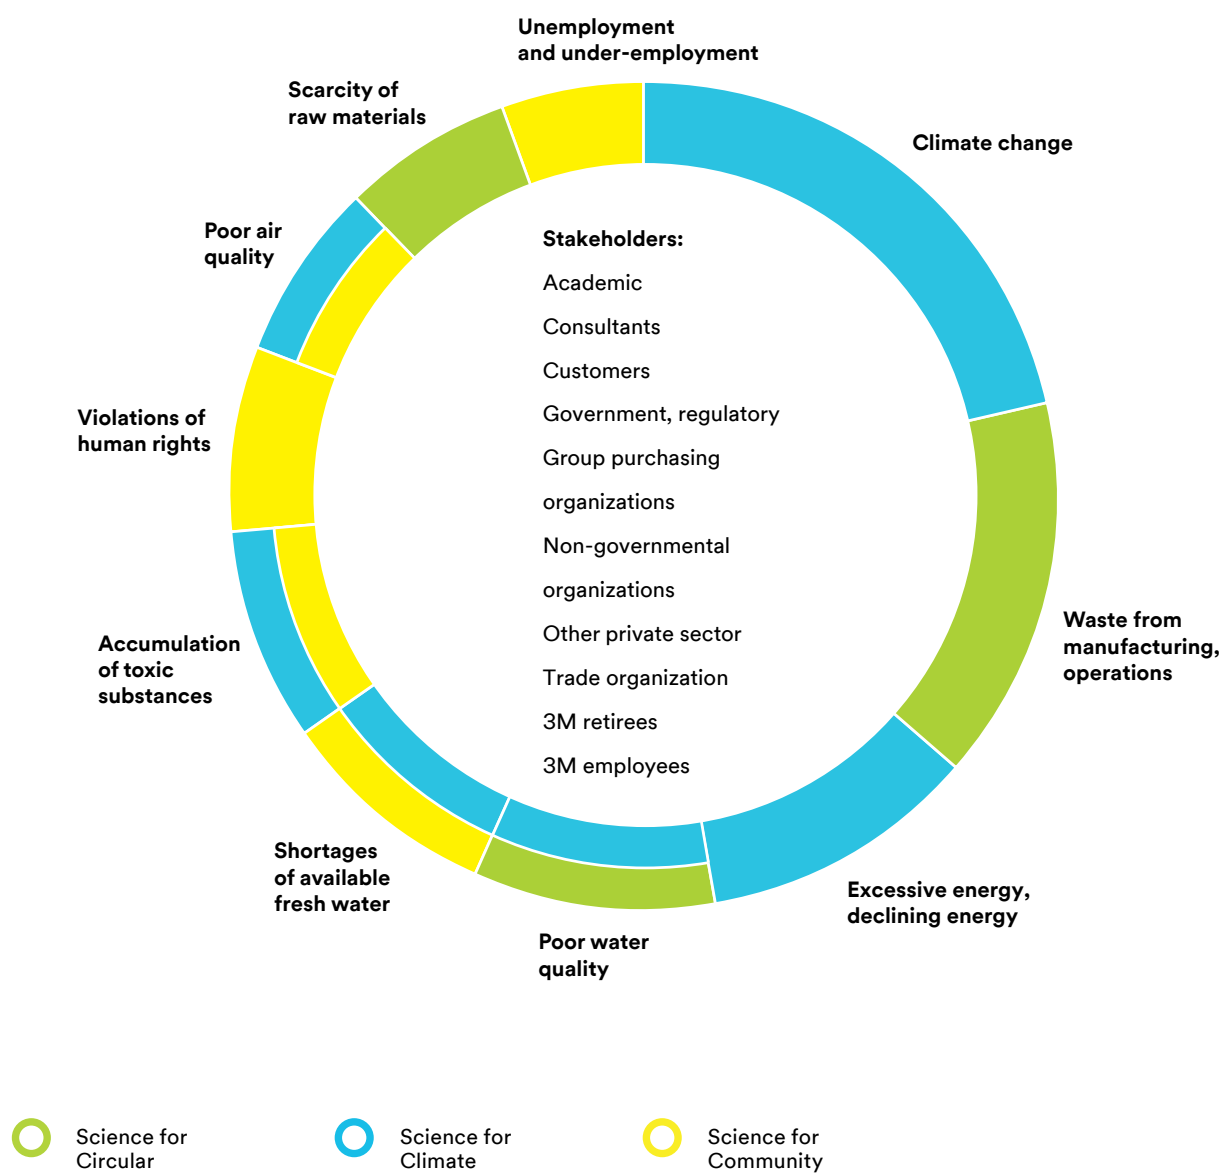 Unemployment
and under-employment
Climate change
Waste from
manufacturing,
operations
Excessive energy,
declining energy
Poor water
quality
Shortages
of available
fresh water
Accumulation
of toxic
substances
Violations of
human rights
Poor air
quality
Scarcity of
raw materials
Stakeholders:
Academic
Consultants
Customers
Government, regulatory
Group purchasing
organizations
Non-governmental
organizations
Other private sector
Trade organization
3M retirees
3M employees
Science for
Circular
Science for
Climate
Science for
Community